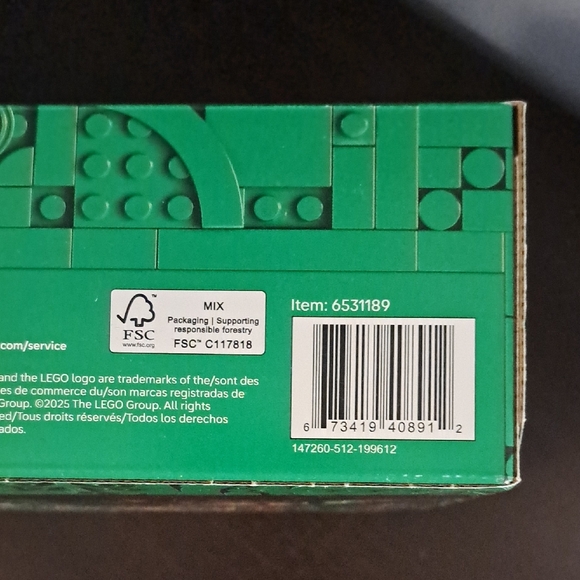 FSC
www.fsc.org
MIX
Packaging | Supporting
responsible forestry
FSC™ C117818
Item: 6531189
6 73419 40891 2
147260-512-199612
.com/service
and the LEGO logo are trademarks of the/sont des
es de commerce du/son marcas registradas de
Group. ©2025 The LEGO Group. All rights
ed/Tous droits réservés/Todos los derechos
ados.